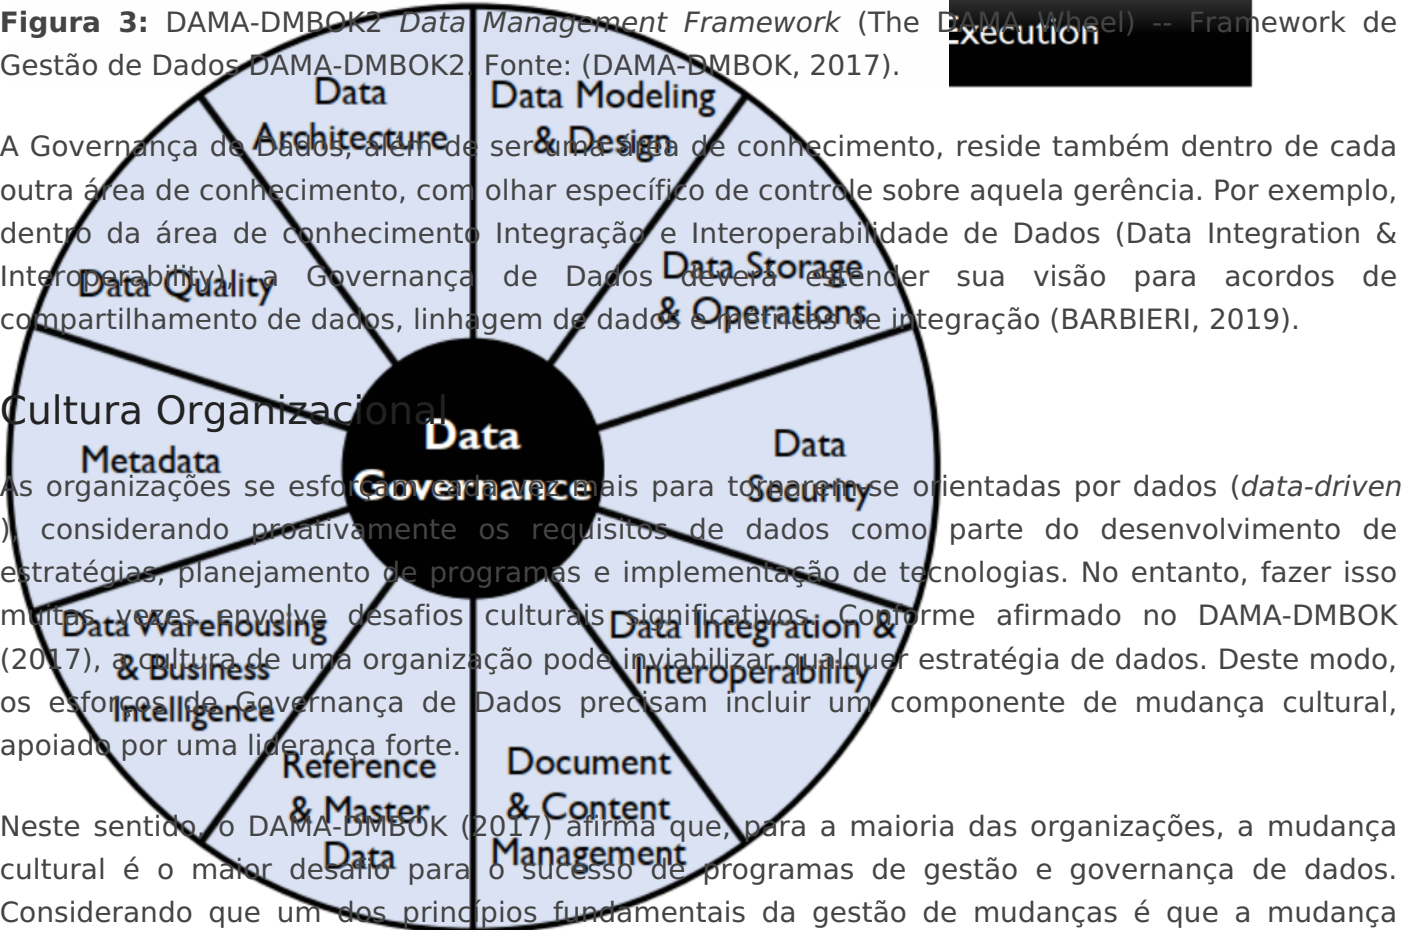 Figura 3: DAMA-DMBOK2 Data Management Framework (The DAMA Wheel) -- Framework de
Gestão de Dados DAMA-DMBOK2. Fonte: (DAMA-DMBOK, 2017).
Execution
Data
Architecture
Data Modeling
& Design
A Governança de Dados, além de ser uma área de conhecimento, reside também dentro de cada
outra área de conhecimento, com olhar específico de controle sobre aquela gerência. Por exemplo,
dentro da área de conhecimento Integração e Interoperabilidade de Dados (Data Integration &
Interoperability), a Governança de Dados deverá estender sua visão para acordos de
compartilhamento de dados, linhagem de dados e métricas de integração (BARBIERI, 2019).
Data Quality
Data Storage
& Operations
Cultura Organizacional
Data
Governance
Metadata
Data
Security
As organizações se esforçam cada vez mais para tornarem-se orientadas por dados (data-driven
), considerando proativamente os requisitos de dados como parte do desenvolvimento de
estratégias, planejamento de programas e implementação de tecnologias. No entanto, fazer isso
muitas vezes envolve desafios culturais significativos. Conforme afirmado no DAMA-DMBOK
(2017), a cultura de uma organização pode inviabilizar qualquer estratégia de dados. Deste modo,
os esforços de Governança de Dados precisam incluir um componente de mudança cultural,
apoiado por uma liderança forte.
Data Warehousing
& Business
Intelligence
Data Integration &
Interoperability
Reference
& Master
Data
Document
& Content
Management
Neste sentido, o DAMA-DMBOK (2017) afirma que, para a maioria das organizações, a mudança
cultural é o maior desafio para o sucesso de programas de gestão e governança de dados.
Considerando que um dos princípios fundamentais da gestão de mudanças é que a mudança